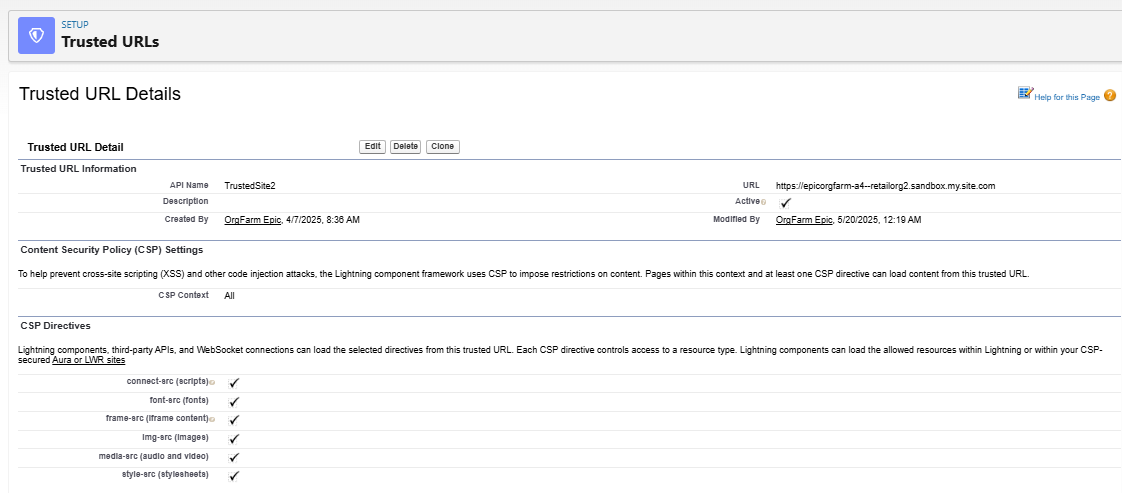 SETUP
Trusted URLs
Trusted URL Details
Help for this Page
Trusted URL Detail
Edit Delete Clone
Trusted URL Information
API Name TrustedSite2 URL https://epicorgfarm-a4--retailorg2.sandbox.my.site.com
Description Active
Created By OrgFarm Epic, 4/7/2025, 8:36 AM Modified By OrgFarm Epic, 5/20/2025, 12:19 AM
Content Security Policy (CSP) Settings
To help prevent cross-site scripting (XSS) and other code injection attacks, the Lightning component framework uses CSP to impose restrictions on content. Pages within this context and at least one CSP directive can load content from this trusted URL.
CSP Context All
CSP Directives
Lightning components, third-party APIs, and WebSocket connections can load the selected directives from this trusted URL. Each CSP directive controls access to a resource type. Lightning components can load the allowed resources within Lightning or within your CSP-
secured Aura or LWR sites
connect-src (scripts)
font-src (fonts)
frame-src (iframe content)
img-src (images)
media-src (audio and video)
style-src (stylesheets)